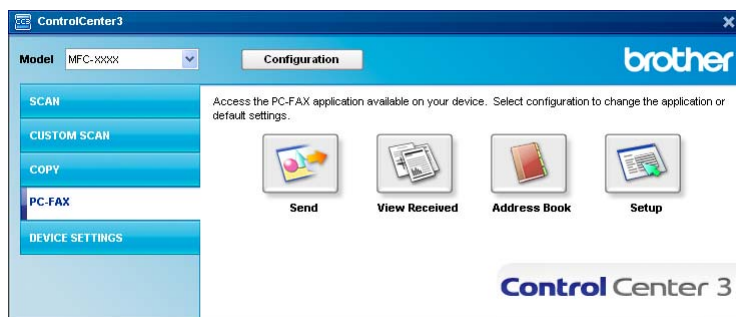 CC3 ControlCenter3
Model MFC-XXXX Configuration brother
SCAN
CUSTOM SCAN
COPY
PC-FAX
DEVICE SETTINGS
Access the PC-FAX application available on your device. Select configuration to change the application or
default settings.
Send View Received Address Book Setup
Control Center 3